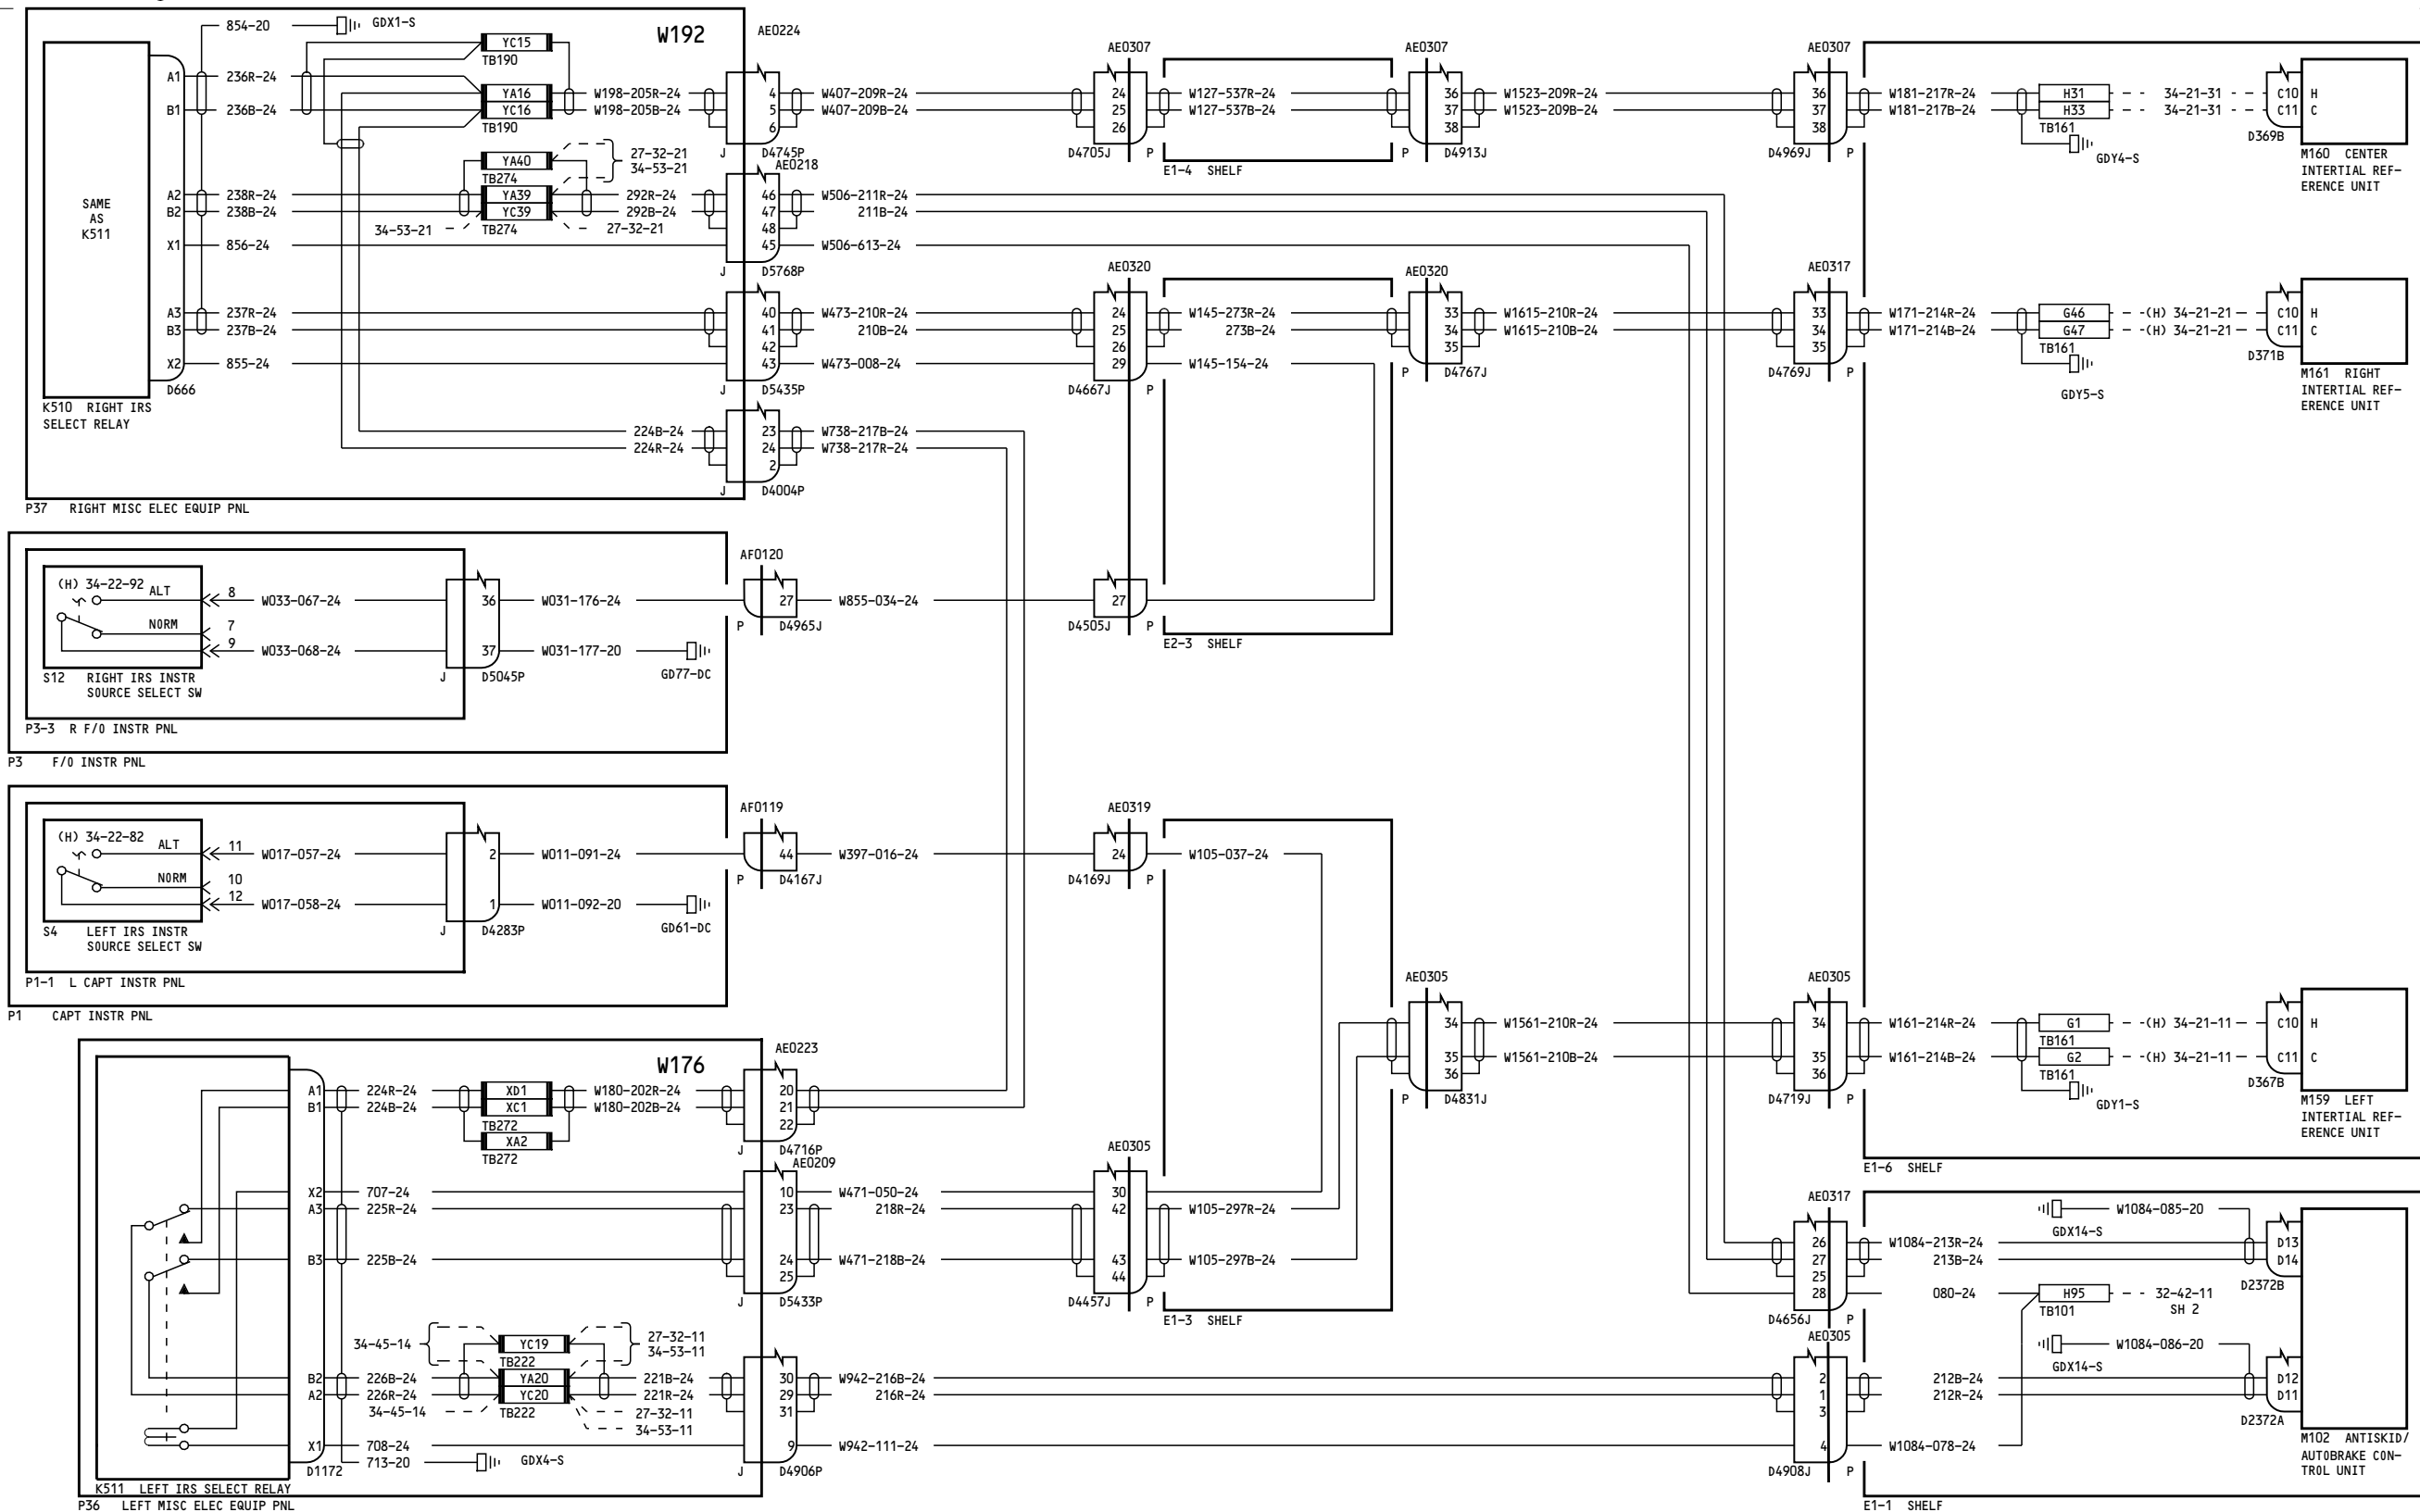 W192
854-20
GDX1-S
YC15
TB190
SAME
AS
K511
A1
236R-24
YA16
B1
236B-24
YC16
TB190
W198-205R-24
W198-205B-24
AE0224
4
5
6
J
D4745P
W407-209R-24
W407-209B-24
AE0307
24
25
26
D4705J
P
W127-537R-24
W127-537B-24
E1-4 SHELF
AE0307
36
37
38
P
D4913J
W1523-209R-24
W1523-209B-24
AE0307
36
37
38
D4969J
P
W181-217R-24
W181-217B-24
H31
H33
TB161
GDY4-S
34-21-31
34-21-31
C10
C11
H
C
D369B
M160 CENTER
INTERTIAL REF-
ERENCE UNIT
YA40
TB274
27-32-21
34-53-21
A2
238R-24
YA39
292R-24
B2
238B-24
YC39
292B-24
34-53-21
TB274
27-32-21
X1
856-24
AE0218
46
47
48
45
J
D5768P
W506-211R-24
211B-24
W506-613-24
A3
237R-24
B3
237B-24
X2
855-24
D666
K510 RIGHT IRS
SELECT RELAY
40
41
42
43
J
D5435P
W473-210R-24
210B-24
W473-008-24
AE0320
24
25
26
29
D4667J
P
W145-273R-24
273B-24
W145-154-24
AE0320
33
34
35
P
D4767J
W1615-210R-24
W1615-210B-24
AE0317
33
34
35
D4769J
P
W171-214R-24
W171-214B-24
G46
G47
TB161
GDY5-S
(H) 34-21-21
(H) 34-21-21
C10
C11
H
C
D371B
M161 RIGHT
INTERTIAL REF-
ERENCE UNIT
224B-24
224R-24
23
24
2
J
D4004P
W738-217B-24
W738-217R-24
P37 RIGHT MISC ELEC EQUIP PNL
(H) 34-22-92
ALT
NORM
8
7
9
W033-067-24
W033-068-24
S12 RIGHT IRS INSTR
SOURCE SELECT SW
36
37
J
D5045P
W031-176-24
W031-177-20
GD77-DC
AF0120
27
P
D4965J
W855-034-24
27
D4505J
P
E2-3 SHELF
P3-3 R F/O INSTR PNL
P3 F/O INSTR PNL
(H) 34-22-82
ALT
NORM
11
10
12
W017-057-24
W017-058-24
S4 LEFT IRS INSTR
SOURCE SELECT SW
2
1
J
D4283P
W011-091-24
W011-092-20
GD61-DC
AF0119
44
P
D4167J
W397-016-24
AE0319
24
D4169J
P
W105-037-24
P1-1 L CAPT INSTR PNL
P1 CAPT INSTR PNL
AE0305
34
35
36
P
D4831J
W1561-210R-24
W1561-210B-24
AE0305
34
35
36
D4719J
P
W161-214R-24
W161-214B-24
G1
TB161
G2
TB161
GDY1-S
(H) 34-21-11
(H) 34-21-11
C10
C11
H
C
D367B
M159 LEFT
INTERTIAL REF-
ERENCE UNIT
E1-6 SHELF
W176
A1
224R-24
XD1
W180-202R-24
B1
224B-24
XC1
W180-202B-24
TB272
XA2
TB272
AE0223
20
21
22
J
D4716P
X2
707-24
A3
225R-24
B3
225B-24
AE0209
10
23
24
25
J
D5433P
W471-050-24
218R-24
W471-218B-24
AE0305
30
42
43
44
D4457J
P
W105-297R-24
W105-297B-24
E1-3 SHELF
AE0317
26
27
25
28
D4656J
P
W1084-213R-24
213B-24
080-24
W1084-085-20
GDX14-S
D13
D14
D2372B
H95
TB101
32-42-11
SH 2
34-45-14
YC19
TB222
27-32-11
34-53-11
B2
226B-24
YA20
221B-24
A2
226R-24
YC20
221R-24
34-45-14
TB222
27-32-11
34-53-11
X1
708-24
713-20
GDX4-S
D1172
30
29
31
9
J
D4906P
W942-216B-24
216R-24
W942-111-24
AE0305
2
1
3
4
D4908J
P
212B-24
212R-24
W1084-078-24
W1084-086-20
GDX14-S
D12
D11
D2372A
M102 ANTISKID/
AUTOBRAKE CON-
TROL UNIT
K511 LEFT IRS SELECT RELAY
P36 LEFT MISC ELEC EQUIP PNL
E1-1 SHELF